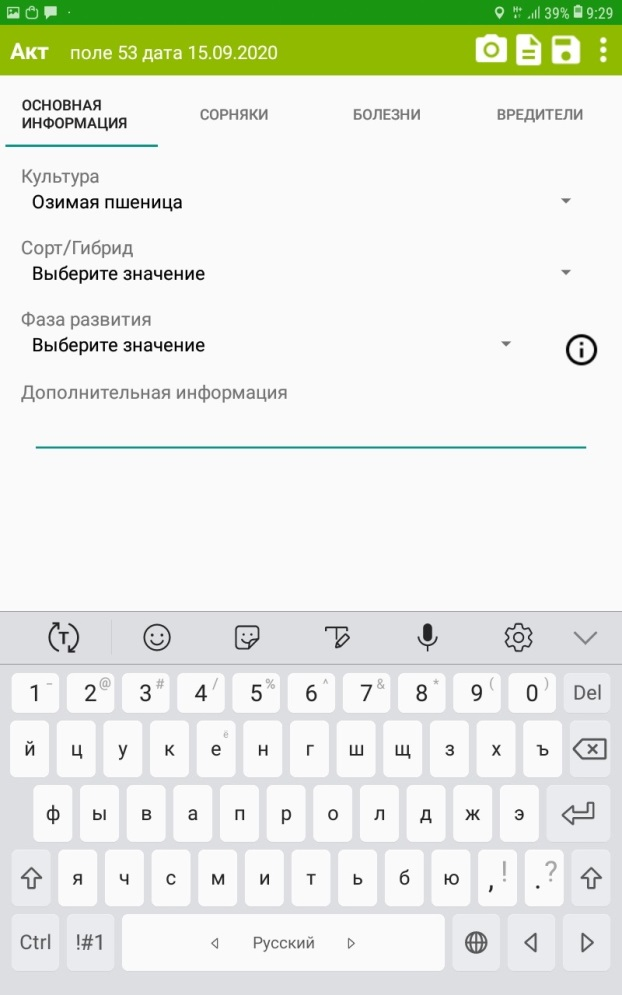 39% 9:29
Акт поле 53 дата 15.09.2020
ОСНОВНАЯ
ИНФОРМАЦИЯ
СОРНЯКИ
БОЛЕЗНИ
ВРЕДИТЕЛИ
Культура
Озимая пшеница
Сорт/Гибрид
Выберите значение
Фаза развития
Выберите значение
Дополнительная информация
1 - 2 @ 3 # 4 / 5 % 6 ^ 7 & 8 * 9 ( 0 ) Del
й ц у к е ё н г ш щ з х ъ
ф ы в а п р о л д ж э
я ч с м и т ь б ю , ! . ?
Ctrl !#1 Русский